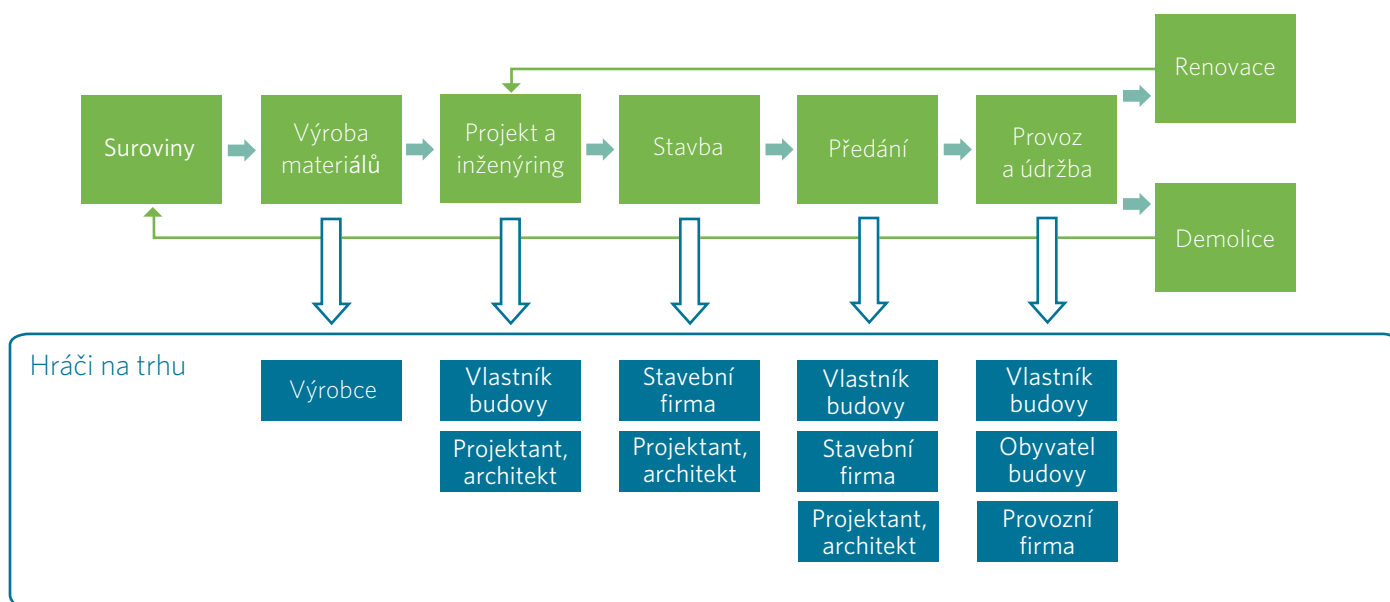 Suroviny
Výroba
materiálů
Projekt a
inženýring
Stavba
Předání
Provoz
a údržba
Renovace
Demolice
Hráči na trhu
Výrobce
Vlastník
budovy
Projektant,
architekt
Stavební
firma
Projektant,
architekt
Vlastník
budovy
Stavební
firma
Projektant,
architekt
Vlastník
budovy
Obyvatel
budovy
Provozní
firma